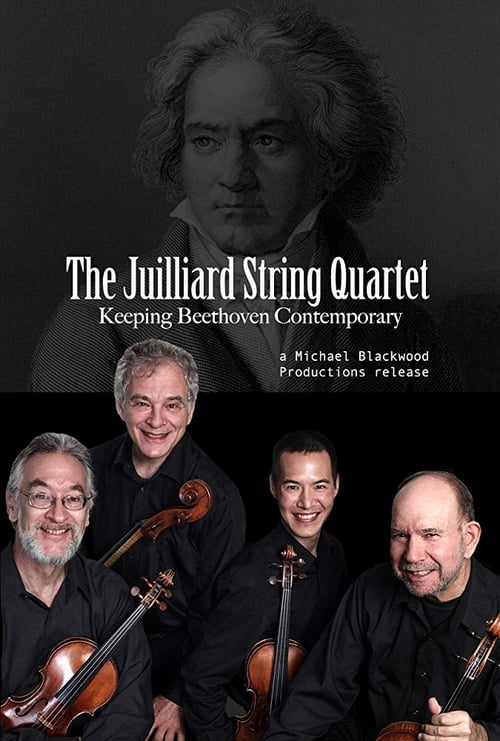 The Juilliard String Quartet
Keeping Beethoven Contemporary
a Michael Blackwood
Productions release